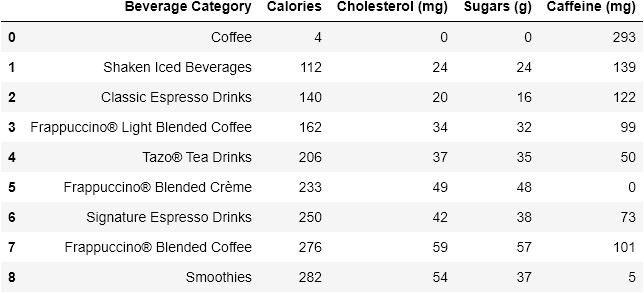 Beverage Category Calories Cholesterol (mg) Sugars (g) Caffeine (mg)
0 Coffee 4 0 0 293
1 Shaken Iced Beverages 112 24 24 139
2 Classic Espresso Drinks 140 20 16 122
3 Frappuccino® Light Blended Coffee 162 34 32 99
4 Tazo® Tea Drinks 206 37 35 50
5 Frappuccino® Blended Crème 233 49 48 0
6 Signature Espresso Drinks 250 42 38 73
7 Frappuccino® Blended Coffee 276 59 57 101
8 Smoothies 282 54 37 5